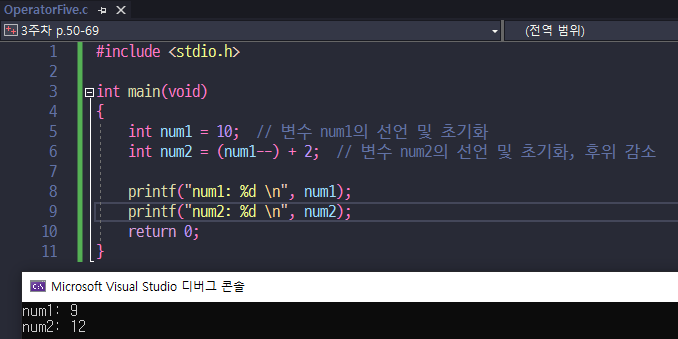 OperatorFive.c
3주차 p.50-69 (전역 범위)
1 #include <stdio.h>
2
3 int main(void)
4 {
5 int num1 = 10; // 변수 num1의 선언 및 초기화
6 int num2 = (num1--) + 2; // 변수 num2의 선언 및 초기화, 후위 감소
7
8 printf("num1: %d \n", num1);
9 printf("num2: %d \n", num2);
10 return 0;
11 }
Microsoft Visual Studio 디버그 콘솔
num1: 9
num2: 12